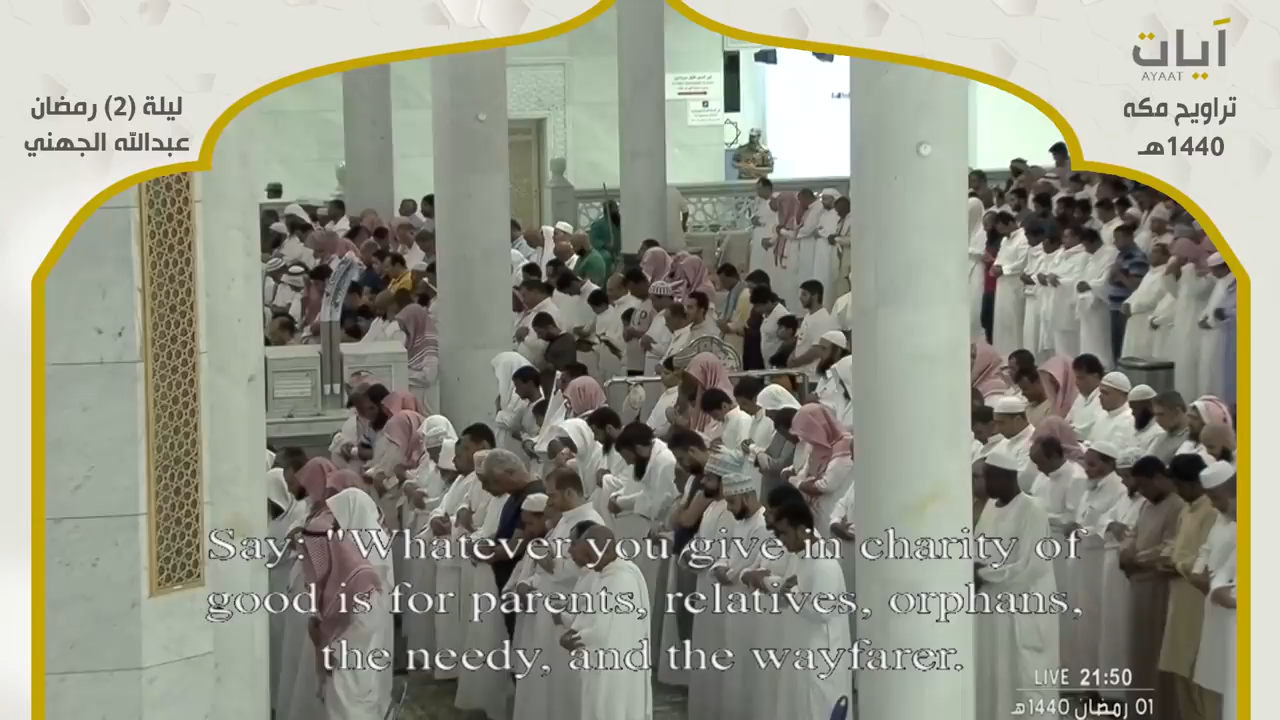 آيات
AYAAT
تراويح مكه
1440هـ
ليلة (2) رمضان
عبدالله الجهني
Say: "Whatever you give in charity of
good is for parents, relatives, orphans,
the needy, and the wayfarer.
LIVE 21:50
01 رمضان 1440هـ